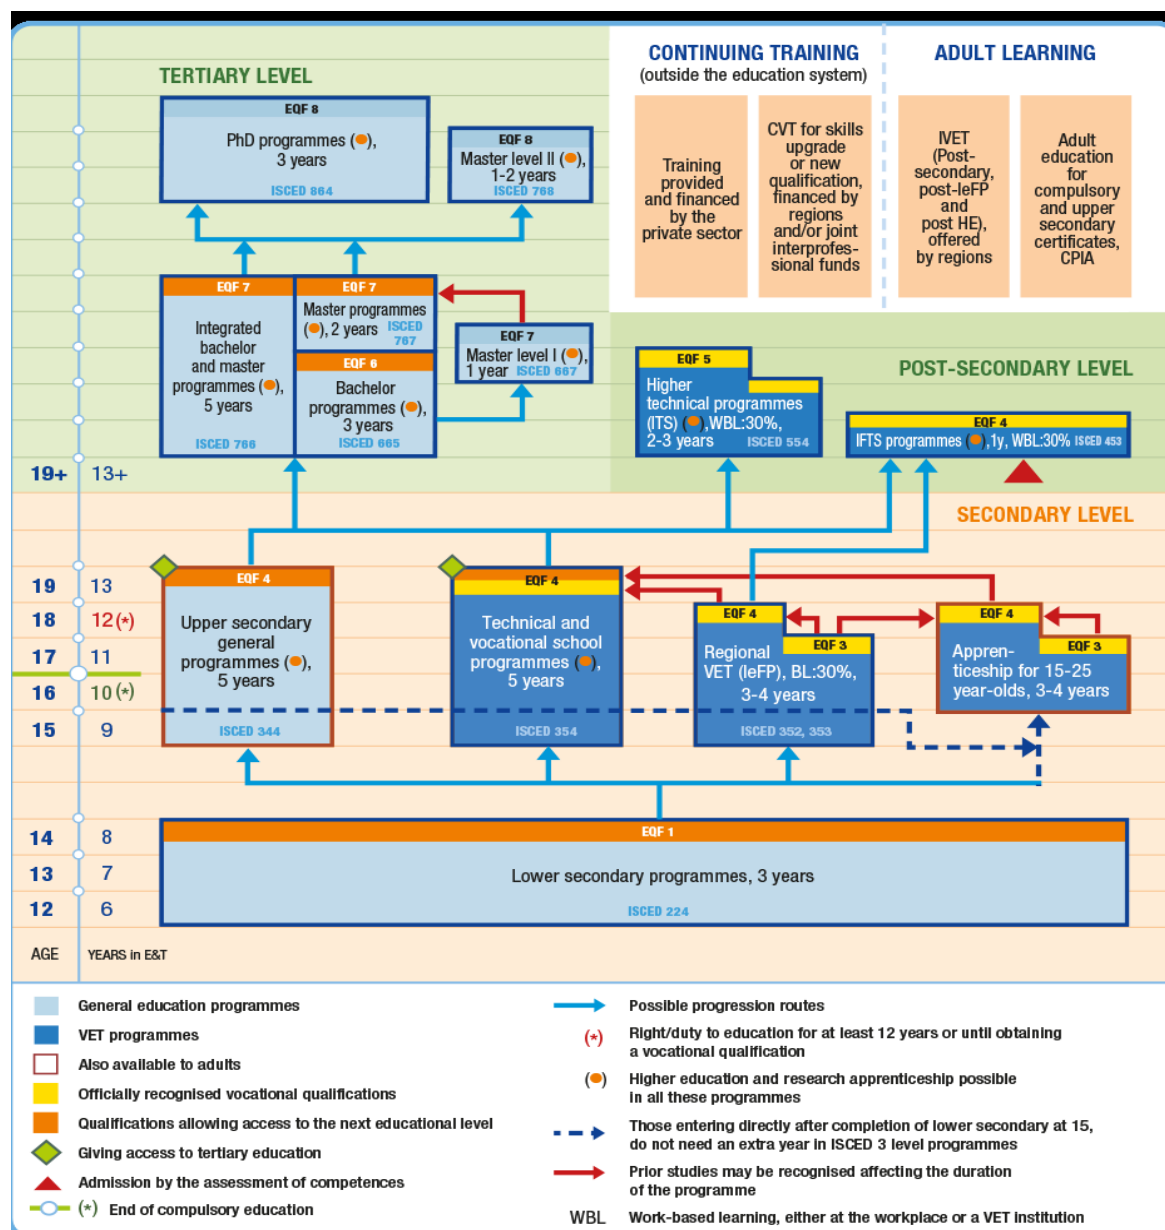 CONTINUING TRAINING
(outside the education system)
ADULT LEARNING
TERTIARY LEVEL
EQF 8
PhD programmes ( ),
3 years
ISCED 864
EQF 8
Master level II ( ),
1-2 years
ISCED 768
Training
provided
and financed
by the
private sector
CVT for skills
upgrade
or new
qualification,
financed by
regions
and/or joint
interprofes-
sional funds
IVET
(Post-
secondary,
post-IeFP
and
post HE),
offered
by regions
Adult
education
for
compulsory
and upper
secondary
certificates,
CPIA
EQF 7
Integrated
bachelor
and master
programmes ( ),
5 years
ISCED 766
EQF 7
Master programmes
( ), 2 years ISCED
767
EQF 6
Bachelor
programmes ( ),
3 years
ISCED 665
EQF 7
Master level I ( ),
1 year ISCED 667
POST-SECONDARY LEVEL
EQF 5
Higher
technical programmes
(ITS) ( ),WBL:30%,
2-3 years ISCED 554
EQF 4
IFTS programmes ( ),1y, WBL:30% ISCED 453
19+ 13+
SECONDARY LEVEL
19 13
18 12(*)
17 11
16 10(*)
15 9
EQF 4
Upper secondary
general
programmes ( ),
5 years
ISCED 344
EQF 4
Technical and
vocational school
programmes ( ),
5 years
ISCED 354
EQF 4
EQF 3
Regional
VET (IeFP), BL:30%,
3-4 years
ISCED 352, 353
EQF 4
EQF 3
Appren-
ticeship for 15-25
year-olds, 3-4 years
14 8
13 7
12 6
EQF 1
Lower secondary programmes, 3 years
ISCED 224
AGE YEARS in E&T
General education programmes
VET programmes
Also available to adults
Officially recognised vocational qualifications
Qualifications allowing access to the next educational level
Giving access to tertiary education
Admission by the assessment of competences
(*) End of compulsory education
Possible progression routes
(*) Right/duty to education for at least 12 years or until obtaining
a vocational qualification
( ) Higher education and research apprenticeship possible
in all these programmes
Those entering directly after completion of lower secondary at 15,
do not need an extra year in ISCED 3 level programmes
Prior studies may be recognised affecting the duration
of the programme
WBL Work-based learning, either at the workplace or a VET institution